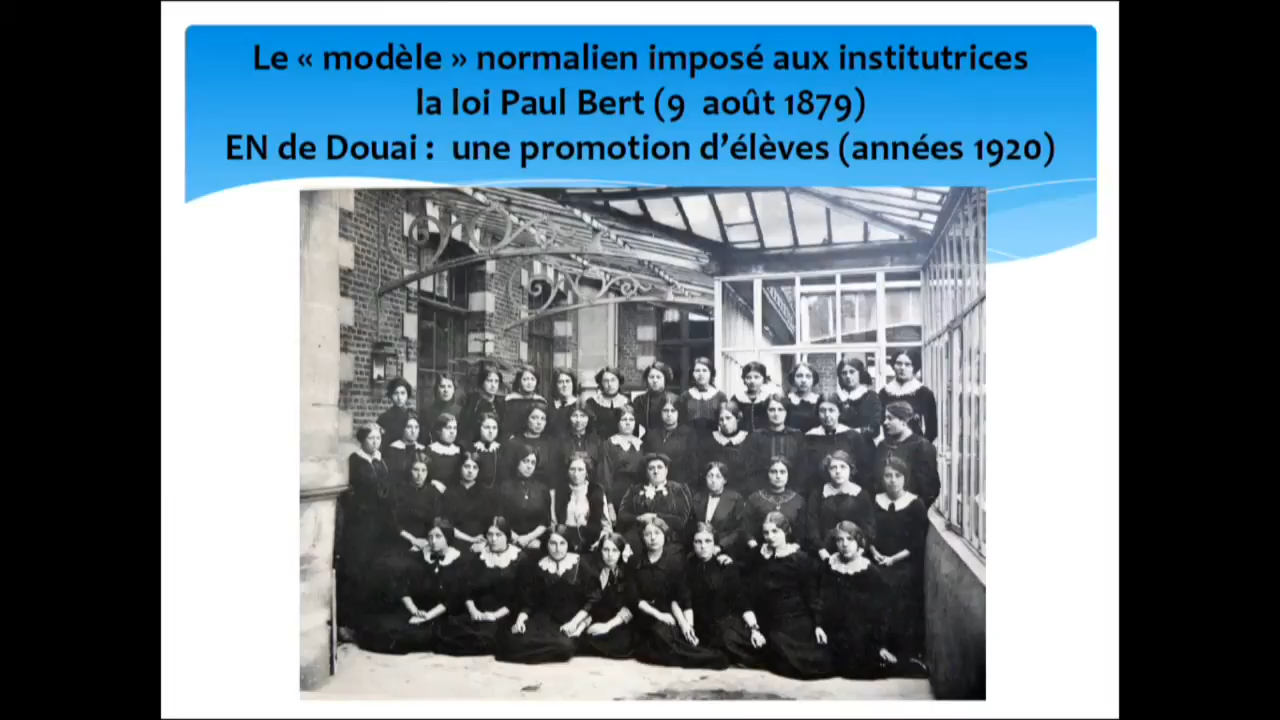 Le « modèle » normalien imposé aux institutrices
la loi Paul Bert (9 août 1879)
EN de Douai : une promotion d’élèves (années 1920)